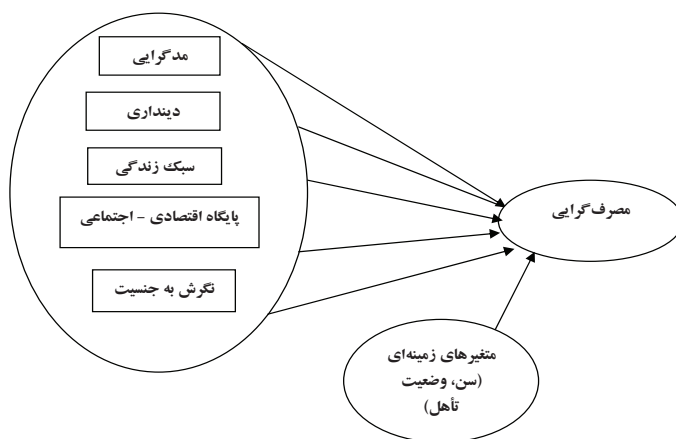 مدگرایی
دینداری
سبک زندگی
پایگاه اقتصادی - اجتماعی
نگرش به جنسیت
مصرف‌گرایی
متغیرهای زمینه‌ای
(سن، وضعیت
تأهل)